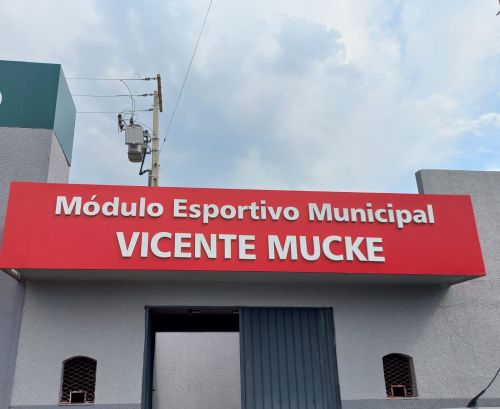 Módulo Esportivo Municipal
VICENTE MUCKE